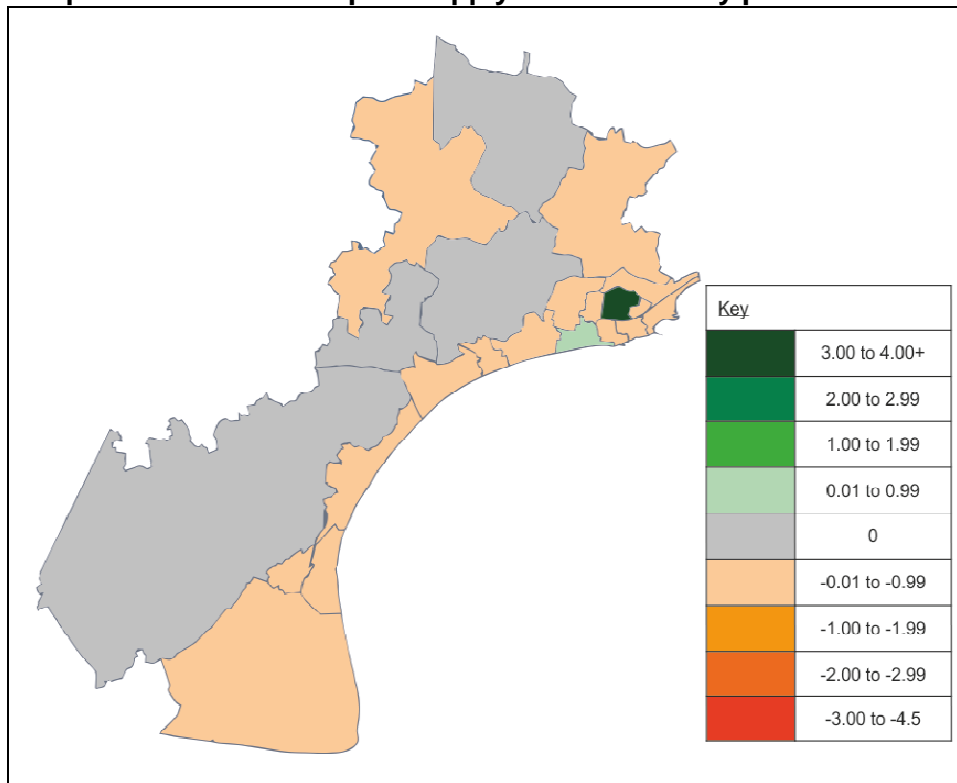 Key
3.00 to 4.00+
2.00 to 2.99
1.00 to 1.99
0.01 to 0.99
0
-0.01 to -0.99
-1.00 to -1.99
-2.00 to -2.99
-3.00 to -4.5